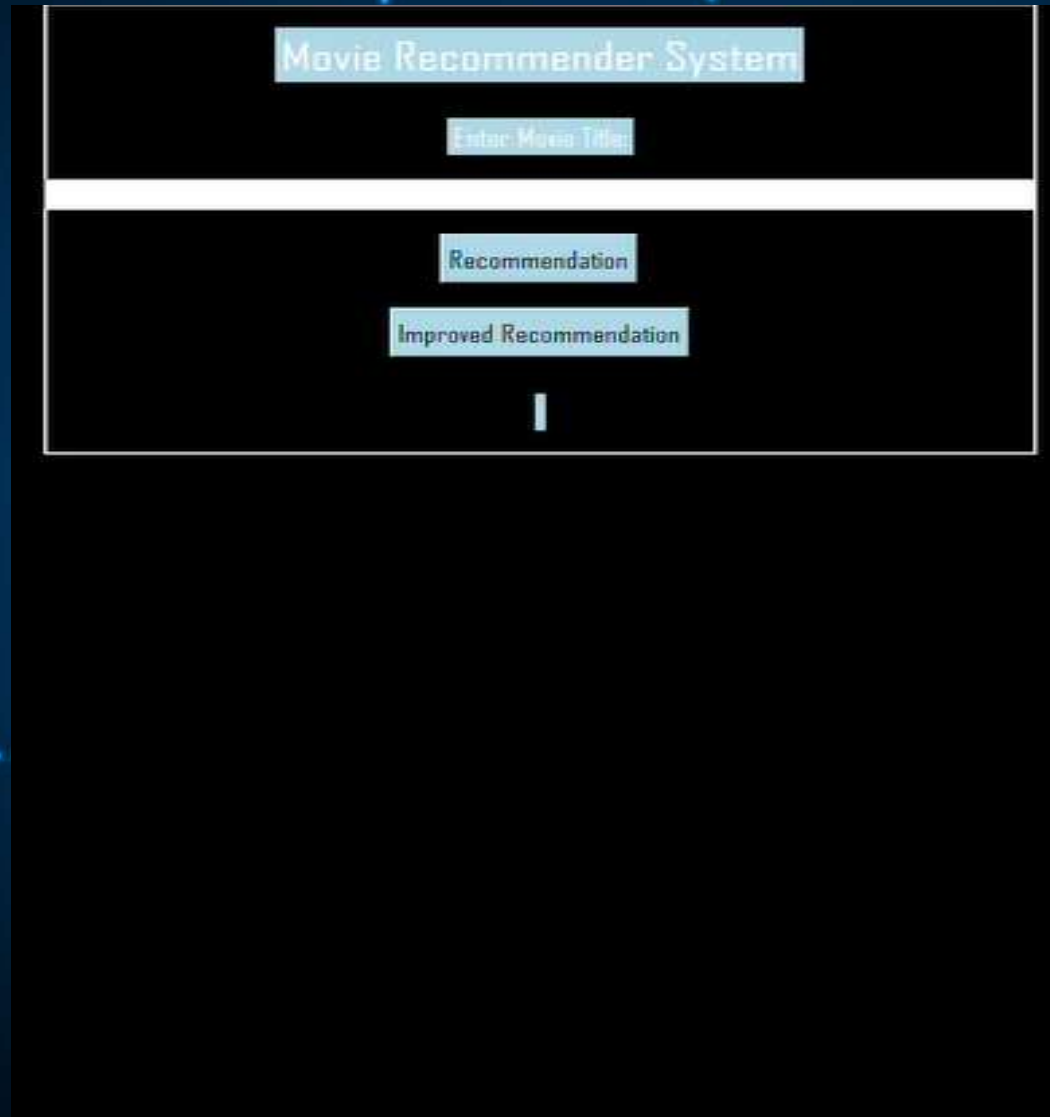 Movie Recommender System
Enter Movie Title:
Recommendation
Improved Recommendation